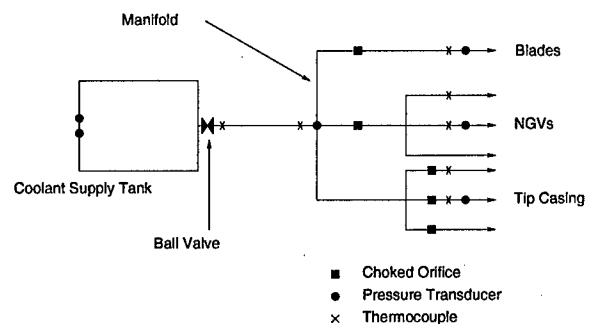 Manifold
Blades
NGVs
Coolant Supply Tank
Tip Casing
Ball Valve
Choked Orifice
Pressure Transducer
Thermocouple